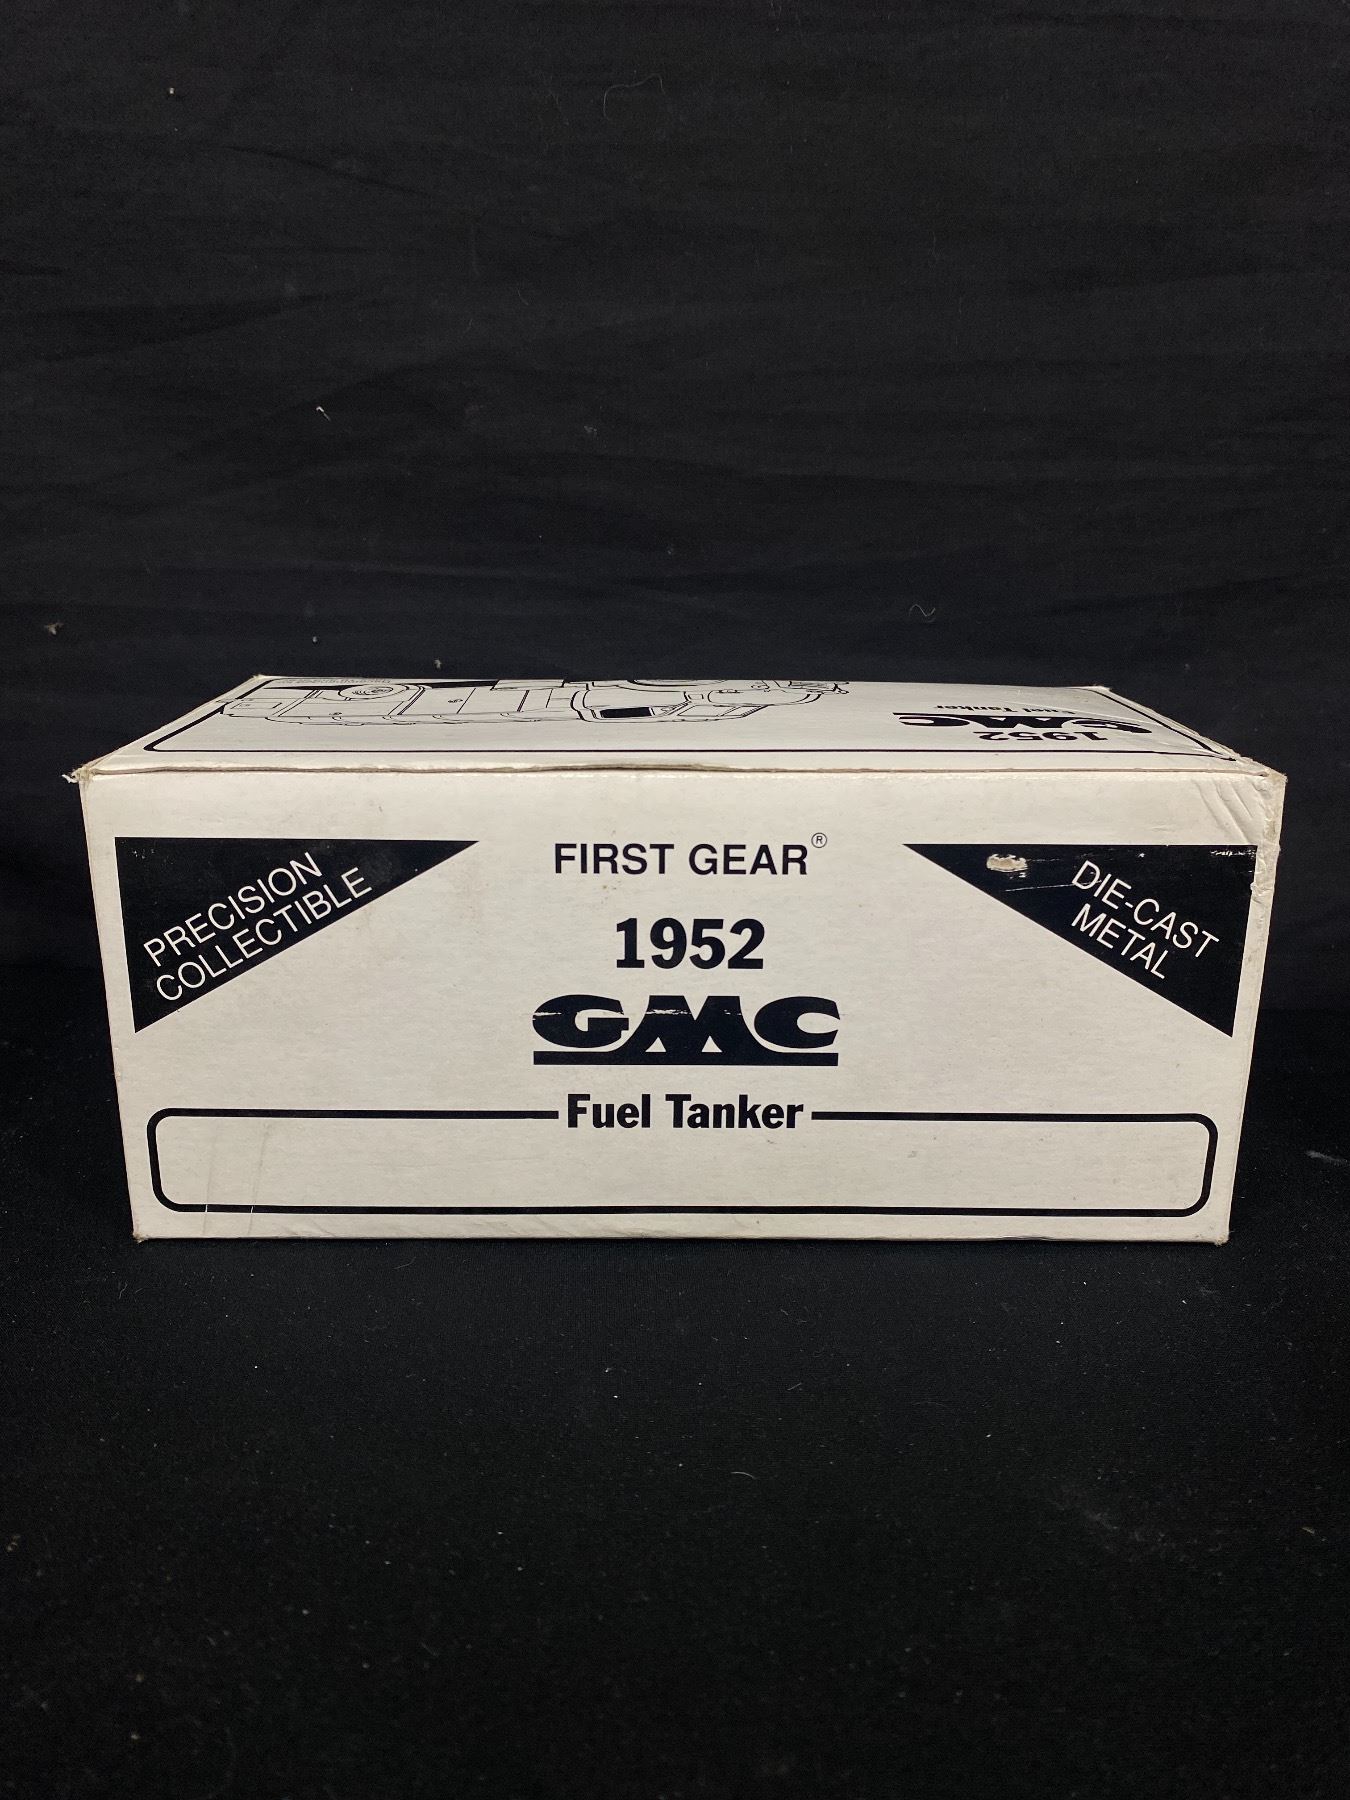 1952
GMC
Fuel Tanker
PRECISION
COLLECTIBLE
FIRST GEAR®
1952
GMC
Fuel Tanker
DIE-CAST
METAL